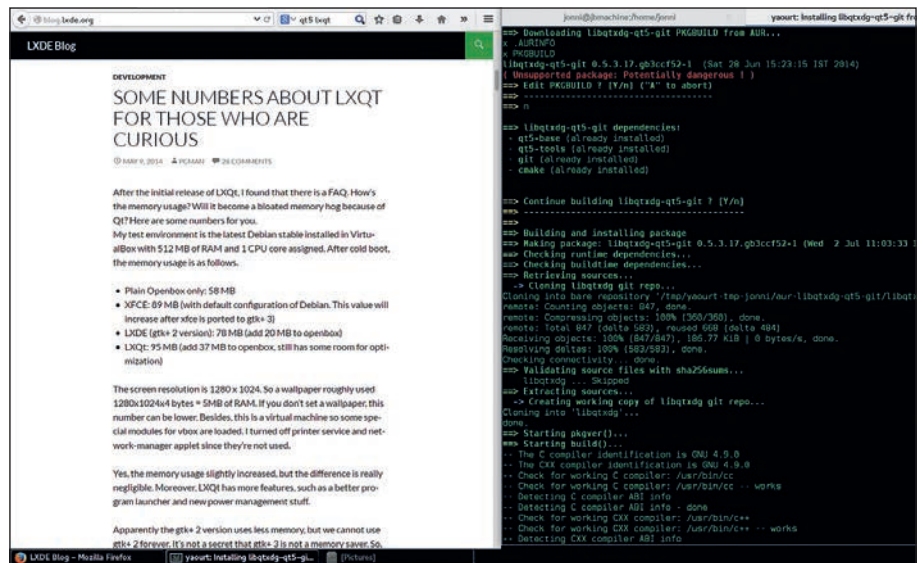 blog.lxde.org
qt5 lxqt
LXDE Blog
DEVELOPMENT
SOME NUMBERS ABOUT LXQT
FOR THOSE WHO ARE
CURIOUS
MAY 9, 2014 PCMAN 26 COMMENTS
After the initial release of LXQt, I found that there is a FAQ. How's
the memory usage? Will it become a bloated memory hog because of
Qt? Here are some numbers for you.
My test environment is the latest Debian stable installed in Virtu-
alBox with 512 MB of RAM and 1 CPU core assigned. After cold boot,
the memory usage is as follows.
• Plain Openbox only: 58 MB
• XFCE: 89 MB (with default configuration of Debian. This value will
increase after xfce is ported to gtk+ 3)
• LXDE (gtk+ 2 version): 78 MB (add 20 MB to openbox)
• LXQt: 95 MB (add 37 MB to openbox, still has some room for opti-
mization)
The screen resolution is 1280 x 1024. So a wallpaper roughly used
1280x1024x4 bytes = 5MB of RAM. If you don't set a wallpaper, this
number can be lower. Besides, this is a virtual machine so some spe-
cial modules for vbox are loaded. I turned off printer service and net-
work-manager applet since they're not used.
Yes, the memory usage slightly increased, but the difference is really
negligible. Moreover, LXQt has more features, such as a better pro-
gram launcher and new power management stuff.
Apparently the gtk+ 2 version uses less memory, but we cannot use
gtk+ 2 forever. It's not a secret that gtk+ 3 is not a memory saver. So,
jonni@jbmachine:/home/jonni
yaourt: Installing libqtxdg-qt5-git fro
==> Downloading libqtxdg-qt5-git PKGBUILD from AUR...
x .AURINFO
x PKGBUILD
libqtxdg-qt5-git 0.5.3.17.gb3ccf52-1 (Sat 28 Jun 15:23:15 IST 2014)
( Unsupported package: Potentially dangerous ! )
==> Edit PKGBUILD ? [Y/n] ("A" to abort)
==> ------------------------------------
==> n
==> libqtxdg-qt5-git dependencies:
- qt5-base (already installed)
- qt5-tools (already installed)
- git (already installed)
- cmake (already installed)
==> Continue building libqtxdg-qt5-git ? [Y/n]
==> ----------------------------------------
==>
==> Building and installing package
==> Making package: libqtxdg-qt5-git 0.5.3.17.gb3ccf52-1 (Wed 2 Jul 11:03:33 I
==> Checking runtime dependencies...
==> Checking buildtime dependencies...
==> Retrieving sources...
-> Cloning libqtxdg git repo...
Cloning into bare repository '/tmp/yaourt-tmp-jonni/aur-libqtxdg-qt5-git/libqtx
remote: Counting objects: 847, done.
remote: Compressing objects: 100% (360/360), done.
remote: Total 847 (delta 583), reused 660 (delta 404)
Receiving objects: 100% (847/847), 186.77 KiB | 0 bytes/s, done.
Resolving deltas: 100% (583/583), done.
Checking connectivity... done.
==> Validating source files with sha256sums...
libqtxdg ... Skipped
==> Extracting sources...
-> Creating working copy of libqtxdg git repo...
Cloning into 'libqtxdg'...
done.
==> Starting pkgver()...
==> Starting build()...
-- The C compiler identification is GNU 4.9.0
-- The CXX compiler identification is GNU 4.9.0
-- Check for working C compiler: /usr/bin/cc
-- Check for working C compiler: /usr/bin/cc -- works
-- Detecting C compiler ABI info
-- Detecting C compiler ABI info - done
-- Check for working CXX compiler: /usr/bin/c++
-- Check for working CXX compiler: /usr/bin/c++ -- works
-- Detecting CXX compiler ABI info
LXDE Blog - Mozilla Firefox
yaourt: Installing libqtxdg-qt5-gi...
[Pictures]